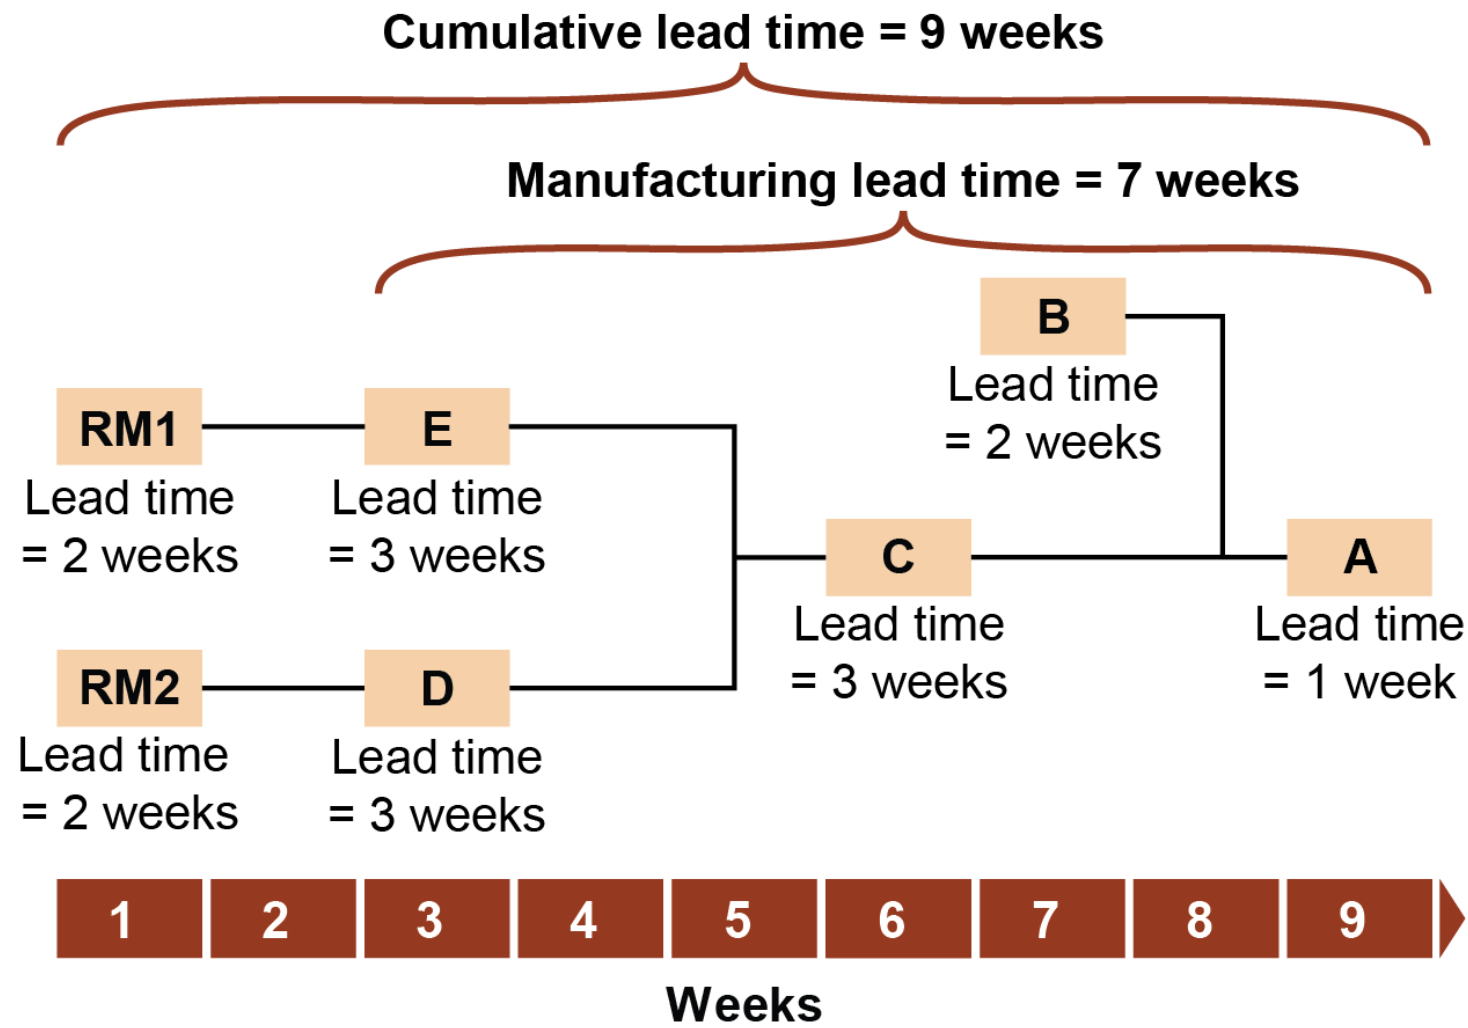 Cumulative lead time = 9 weeks
Manufacturing lead time = 7 weeks
B
Lead time
= 2 weeks
RM1
Lead time
= 2 weeks
E
Lead time
= 3 weeks
C
Lead time
= 3 weeks
A
Lead time
= 1 week
RM2
Lead time
= 2 weeks
D
Lead time
= 3 weeks
1 2 3 4 5 6 7 8 9
Weeks